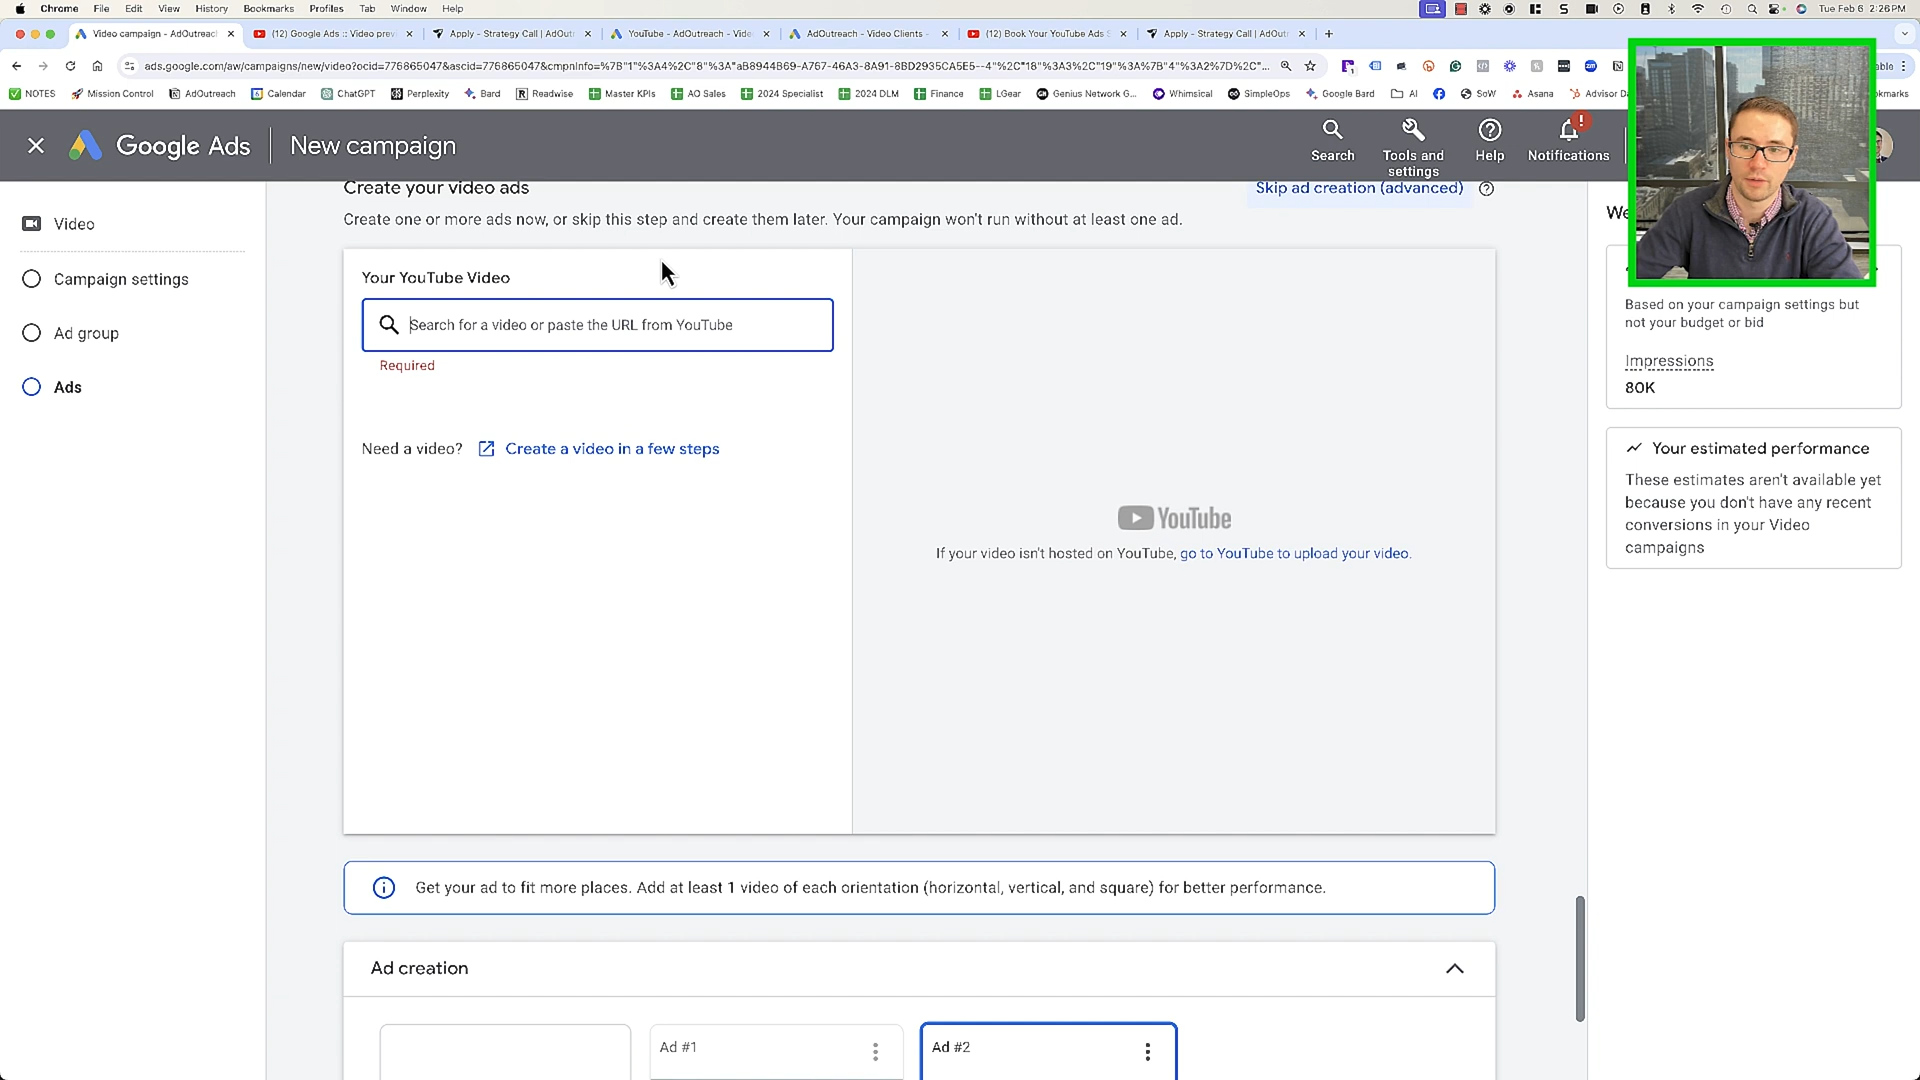 Chrome File Edit View History Bookmarks Profiles Tab Window Help Tue Feb 6 2:26 PM
Video campaign - AdOutreach (12) Google Ads :: Video prev Apply - Strategy Call | AdOut YouTube - AdOutreach - Vide AdOutreach - Video Clients - (12) Book Your YouTube Ads S Apply - Strategy Call | AdOut
NOTES Mission Control AdOutreach Calendar ChatGPT Perplexity Bard Readwise Master KPIs AO Sales 2024 Specialist 2024 DLM Finance LGear Genius Network G... Whimsical SimpleOps Google Bard AI SoW Asana Advisor Da
Google Ads New campaign
Search
Tools and settings
Help
Notifications
Create your video ads
Skip ad creation (advanced)
Create one or more ads now, or skip this step and create them later. Your campaign won't run without at least one ad.
Video
Campaign settings
Ad group
Ads
Your YouTube Video
Search for a video or paste the URL from YouTube
Required
Need a video? Create a video in a few steps
YouTube
If your video isn't hosted on YouTube, go to YouTube to upload your video.
Get your ad to fit more places. Add at least 1 video of each orientation (horizontal, vertical, and square) for better performance.
Ad creation
Ad #1
Ad #2
We
Based on your campaign settings but
not your budget or bid
Impressions
80K
Your estimated performance
These estimates aren't available yet
because you don't have any recent
conversions in your Video
campaigns